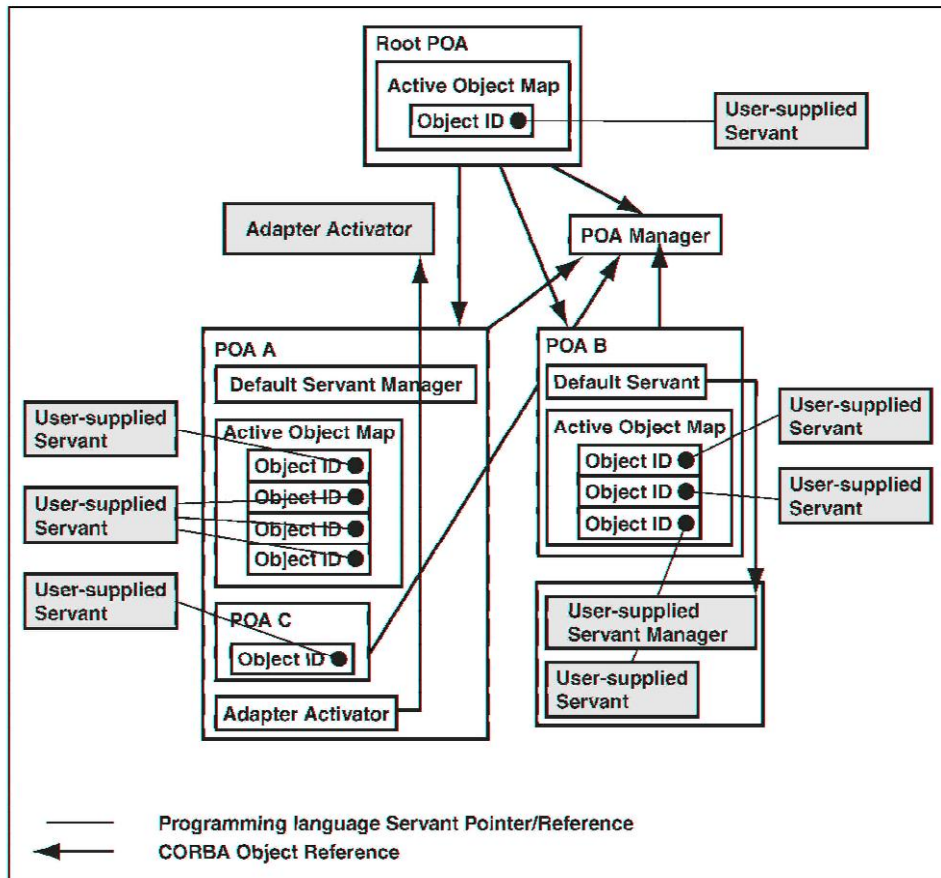 Root POA
Active Object Map
Object ID
User-supplied
Servant
Adapter Activator
POA Manager
POA A
Default Servant Manager
Active Object Map
Object ID
Object ID
Object ID
Object ID
POA C
Object ID
Adapter Activator
User-supplied
Servant
User-supplied
Servant
User-supplied
Servant
POA B
Default Servant
Active Object Map
Object ID
Object ID
Object ID
User-supplied
Servant
User-supplied
Servant
User-supplied
Servant Manager
User-supplied
Servant
Programming language Servant Pointer/Reference
CORBA Object Reference